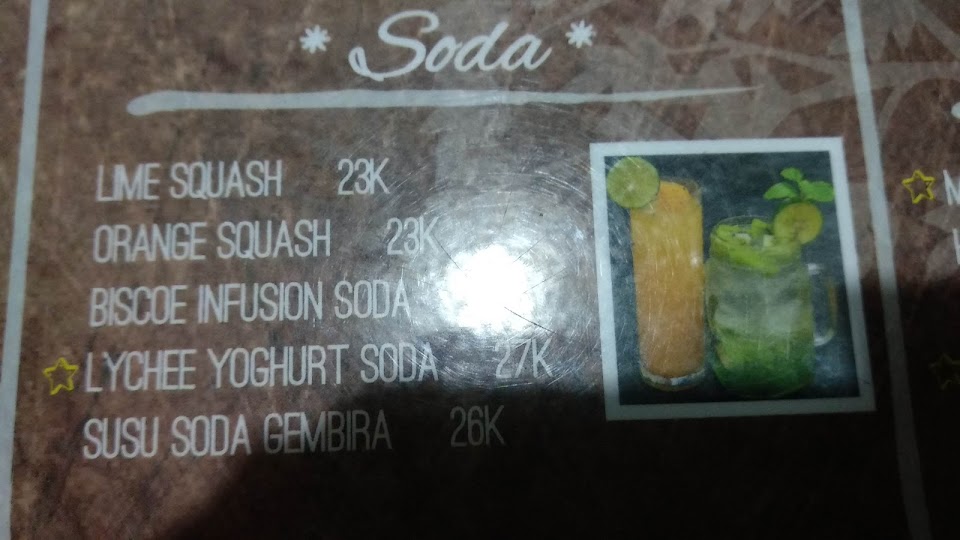 Soda
LIME SQUASH 23K
ORANGE SQUASH 23K
BISCOE INFUSION SODA
LYCHEE YOGHURT SODA 27K
SUSU SODA GEMBIRA 26K